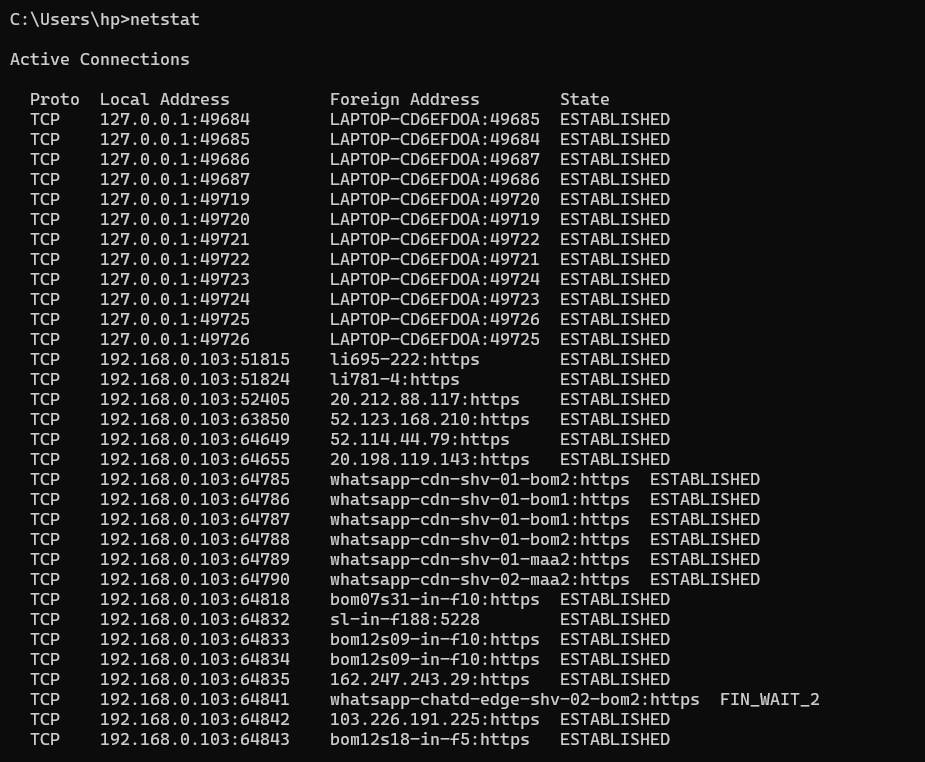 C:\Users\hp>netstat
Active Connections
Proto  Local Address          Foreign Address        State
TCP    127.0.0.1:49684        LAPTOP-CD6EFDOA:49685  ESTABLISHED
TCP    127.0.0.1:49685        LAPTOP-CD6EFDOA:49684  ESTABLISHED
TCP    127.0.0.1:49686        LAPTOP-CD6EFDOA:49687  ESTABLISHED
TCP    127.0.0.1:49687        LAPTOP-CD6EFDOA:49686  ESTABLISHED
TCP    127.0.0.1:49719        LAPTOP-CD6EFDOA:49720  ESTABLISHED
TCP    127.0.0.1:49720        LAPTOP-CD6EFDOA:49719  ESTABLISHED
TCP    127.0.0.1:49721        LAPTOP-CD6EFDOA:49722  ESTABLISHED
TCP    127.0.0.1:49722        LAPTOP-CD6EFDOA:49721  ESTABLISHED
TCP    127.0.0.1:49723        LAPTOP-CD6EFDOA:49724  ESTABLISHED
TCP    127.0.0.1:49724        LAPTOP-CD6EFDOA:49723  ESTABLISHED
TCP    127.0.0.1:49725        LAPTOP-CD6EFDOA:49726  ESTABLISHED
TCP    127.0.0.1:49726        LAPTOP-CD6EFDOA:49725  ESTABLISHED
TCP    192.168.0.103:51815    li695-222:https        ESTABLISHED
TCP    192.168.0.103:51824    li781-4:https          ESTABLISHED
TCP    192.168.0.103:52405    20.212.88.117:https    ESTABLISHED
TCP    192.168.0.103:63850    52.123.168.210:https   ESTABLISHED
TCP    192.168.0.103:64649    52.114.44.79:https     ESTABLISHED
TCP    192.168.0.103:64655    20.198.119.143:https   ESTABLISHED
TCP    192.168.0.103:64785    whatsapp-cdn-shv-01-bom2:https  ESTABLISHED
TCP    192.168.0.103:64786    whatsapp-cdn-shv-01-bom1:https  ESTABLISHED
TCP    192.168.0.103:64787    whatsapp-cdn-shv-01-bom1:https  ESTABLISHED
TCP    192.168.0.103:64788    whatsapp-cdn-shv-01-bom2:https  ESTABLISHED
TCP    192.168.0.103:64789    whatsapp-cdn-shv-01-maa2:https  ESTABLISHED
TCP    192.168.0.103:64790    whatsapp-cdn-shv-02-maa2:https  ESTABLISHED
TCP    192.168.0.103:64818    bom07s31-in-f10:https  ESTABLISHED
TCP    192.168.0.103:64832    sl-in-f188:5228        ESTABLISHED
TCP    192.168.0.103:64833    bom12s09-in-f10:https  ESTABLISHED
TCP    192.168.0.103:64834    bom12s09-in-f10:https  ESTABLISHED
TCP    192.168.0.103:64835    162.247.243.29:https   ESTABLISHED
TCP    192.168.0.103:64841    whatsapp-chatd-edge-shv-02-bom2:https  FIN_WAIT_2
TCP    192.168.0.103:64842    103.226.191.225:https  ESTABLISHED
TCP    192.168.0.103:64843    bom12s18-in-f5:https   ESTABLISHED